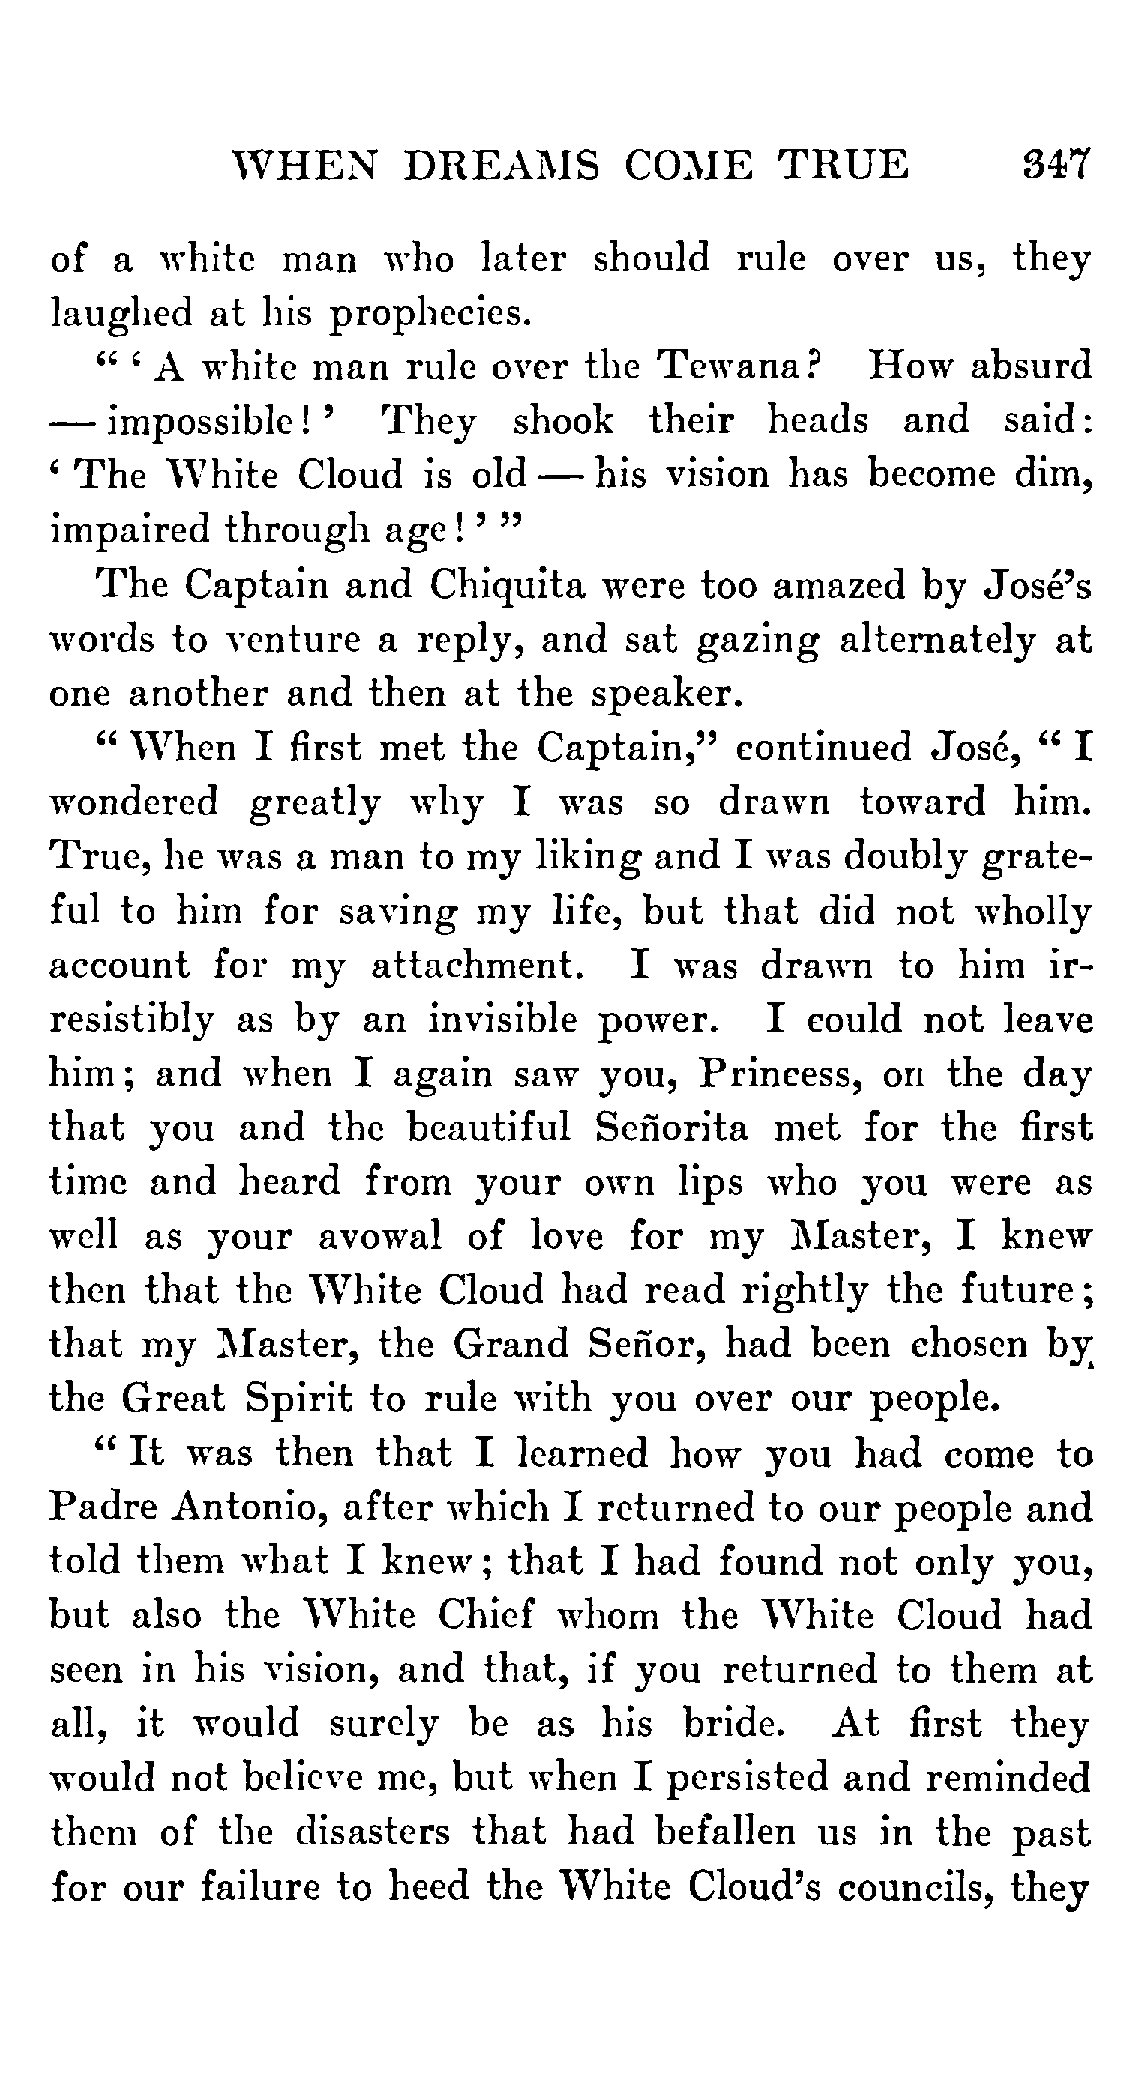 WHEN DREAMS COME TRUE 347
of a white man who later should rule over us, they
laughed at his prophecies.
" ' A white man rule over the Tewana? How absurd
— impossible! ' They shook their heads and said:
' The White Cloud is old — his vision has become dim,
impaired through age! ' "
The Captain and Chiquita were too amazed by José's
words to venture a reply, and sat gazing alternately at
one another and then at the speaker.
" When I first met the Captain," continued José, " I
wondered greatly why I was so drawn toward him.
True, he was a man to my liking and I was doubly grate-
ful to him for saving my life, but that did not wholly
account for my attachment. I was drawn to him ir-
resistibly as by an invisible power. I could not leave
him; and when I again saw you, Princess, on the day
that you and the beautiful Señorita met for the first
time and heard from your own lips who you were as
well as your avowal of love for my Master, I knew
then that the White Cloud had read rightly the future;
that my Master, the Grand Señor, had been chosen by
the Great Spirit to rule with you over our people.
" It was then that I learned how you had come to
Padre Antonio, after which I returned to our people and
told them what I knew; that I had found not only you,
but also the White Chief whom the White Cloud had
seen in his vision, and that, if you returned to them at
all, it would surely be as his bride. At first they
would not believe me, but when I persisted and reminded
them of the disasters that had befallen us in the past
for our failure to heed the White Cloud's councils, they